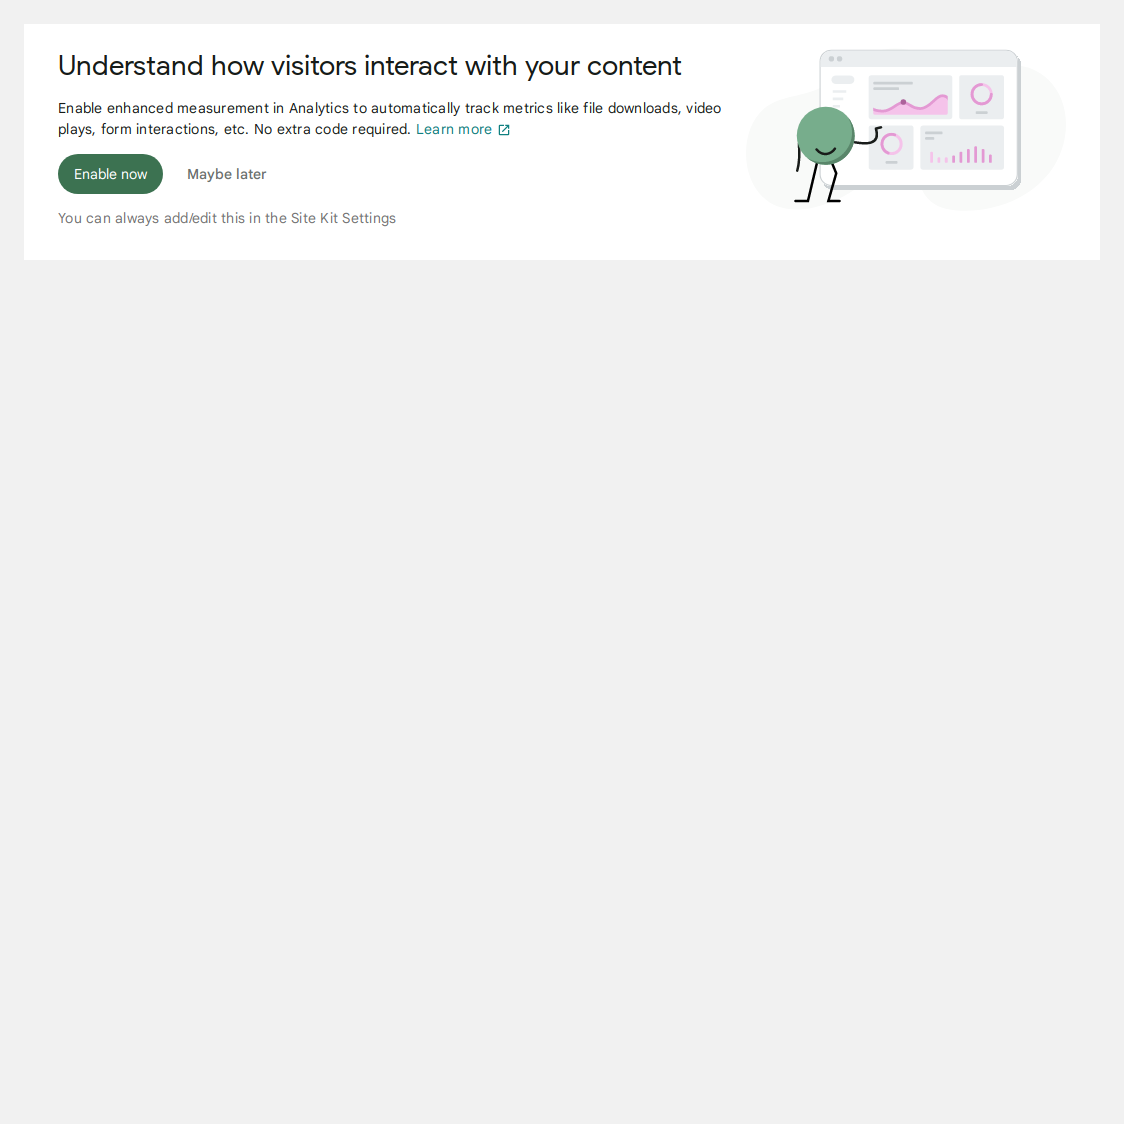 Understand how visitors interact with your content
Enable enhanced measurement in Analytics to automatically track metrics like file downloads, video
plays, form interactions, etc. No extra code required. Learn more
Enable now
Maybe later
You can always add/edit this in the Site Kit Settings